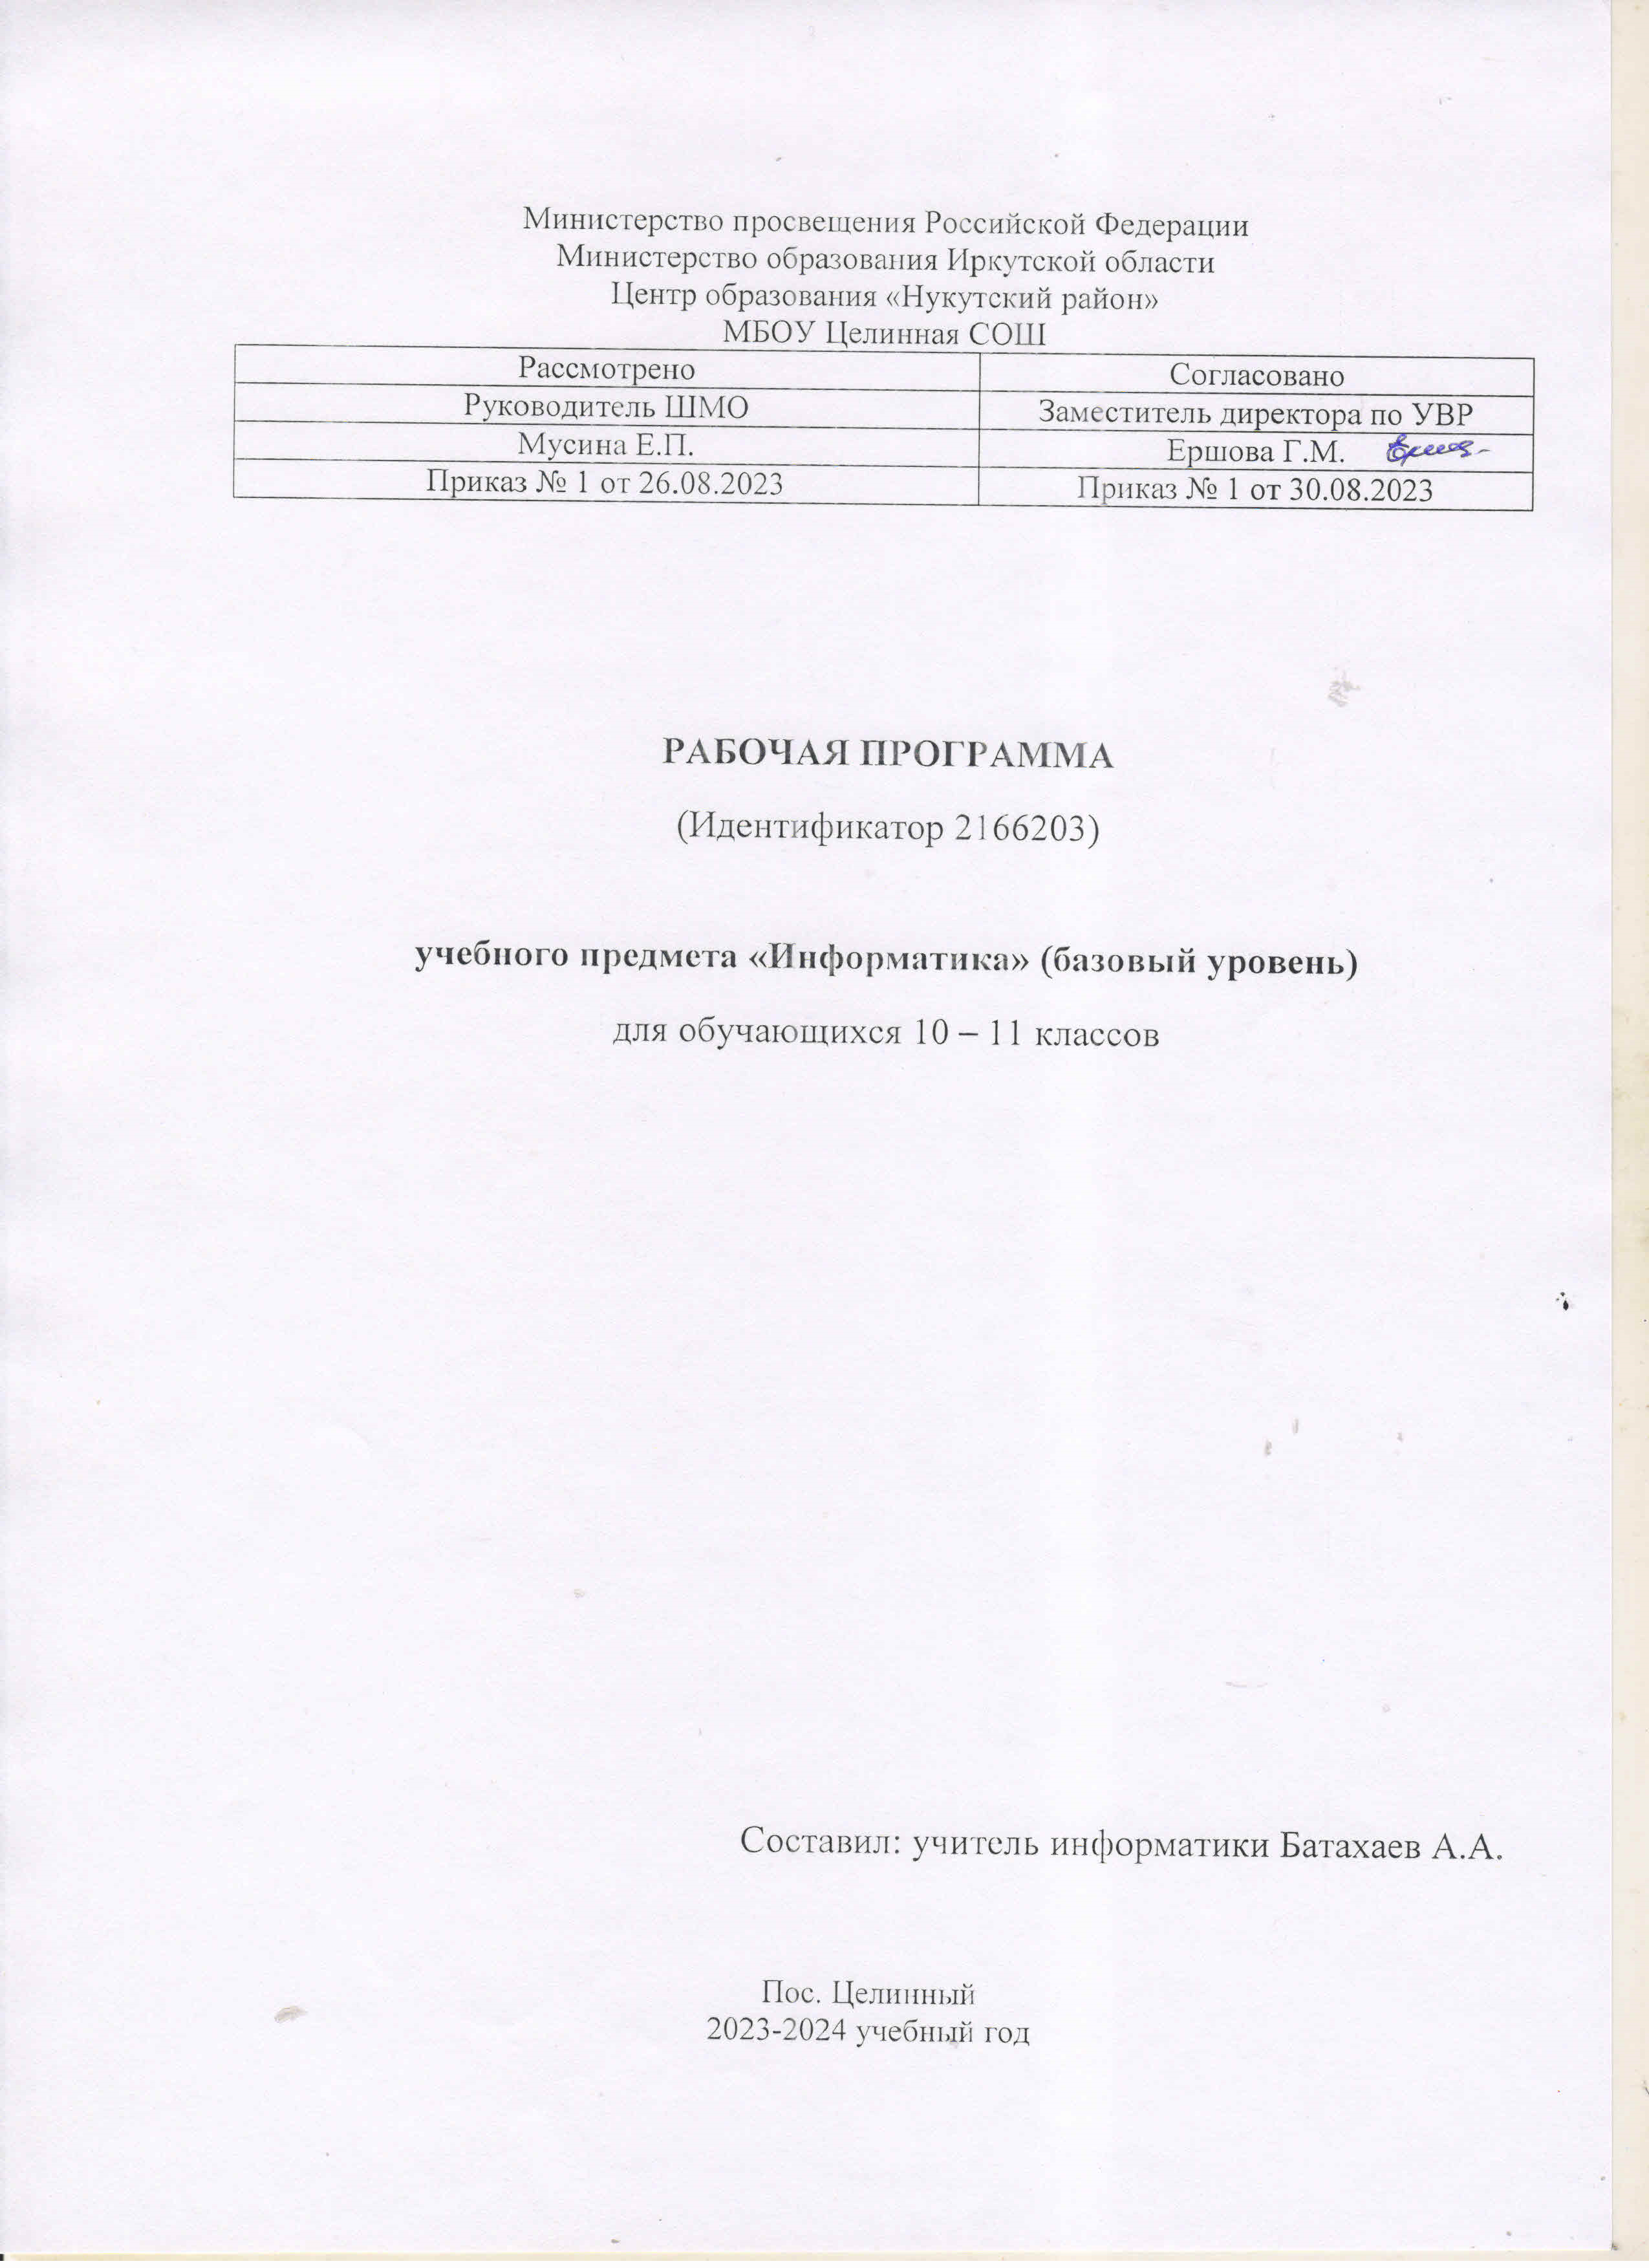 Министерство просвещения Российской Федерации
Министерство образования Иркутской области
Центр образования «Нукутский район»
МБОУ Целинная СОШ
Рассмотрено Согласовано
Руководитель ШМО Заместитель директора по УВР
Мусина Е.П. Ершова Г.М.
Приказ № 1 от 26.08.2023 Приказ № 1 от 30.08.2023
РАБОЧАЯ ПРОГРАММА
(Идентификатор 2166203)
учебного предмета «Информатика» (базовый уровень)
для обучающихся 10 – 11 классов
Составил: учитель информатики Батахаев А.А.
Пос. Целинный
2023-2024 учебный год